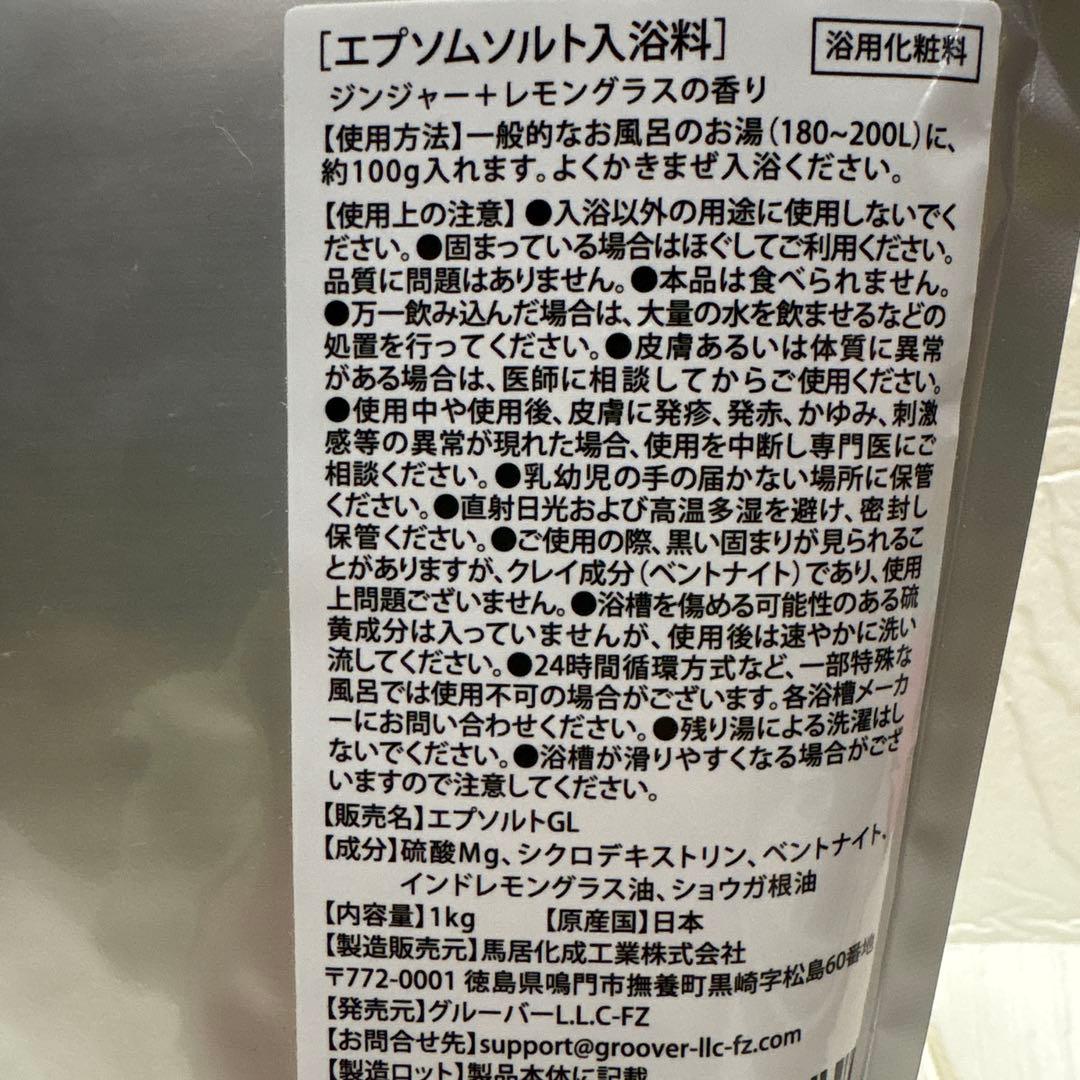 [エプソムソルト入浴料]
浴用化粧料
ジンジャー+レモングラスの香り
【使用方法】一般的なお風呂のお湯(180~200L)に、
約100g入れます。よくかきまぜ入浴ください。
【使用上の注意】●入浴以外の用途に使用しないでく
ださい。●固まっている場合はほぐしてご利用ください。
品質に問題はありません。●本品は食べられません。
●万一飲み込んだ場合は、大量の水を飲ませるなどの
処置を行ってください。●皮膚あるいは体質に異常
がある場合は、医師に相談してからご使用ください。
●使用中や使用後、皮膚に発疹、発赤、かゆみ、刺激
感等の異常が現れた場合、使用を中断し専門医にご
相談ください。●乳幼児の手の届かない場所に保管
ください。●直射日光および高温多湿を避け、密封し
保管ください。●ご使用の際、黒い固まりが見られるこ
とがありますが、クレイ成分(ベントナイト)であり、使用
上問題ございません。●浴槽を傷める可能性のある硫
黄成分は入っていませんが、使用後は速やかに洗い
流してください。●24時間循環方式など、一部特殊な
風呂では使用不可の場合がございます。各浴槽メーカ
ーにお問い合わせください。●残り湯による洗濯はし
ないでください。●浴槽が滑りやすくなる場合がござ
いますので注意してください。
【販売名】エプソルトGL
【成分】硫酸Mg、シクロデキストリン、ベントナイト、
インドレモングラス油、ショウガ根油
【内容量】1kg 【原産国】日本
【製造販売元】馬居化成工業株式会社
〒772-0001 徳島県鳴門市撫養町黒崎字松島60番地
【発売元】グルーバーL.L.C-FZ
【お問合せ先】support@groover-llc-fz.com
【製造ロット】製品本体に記載